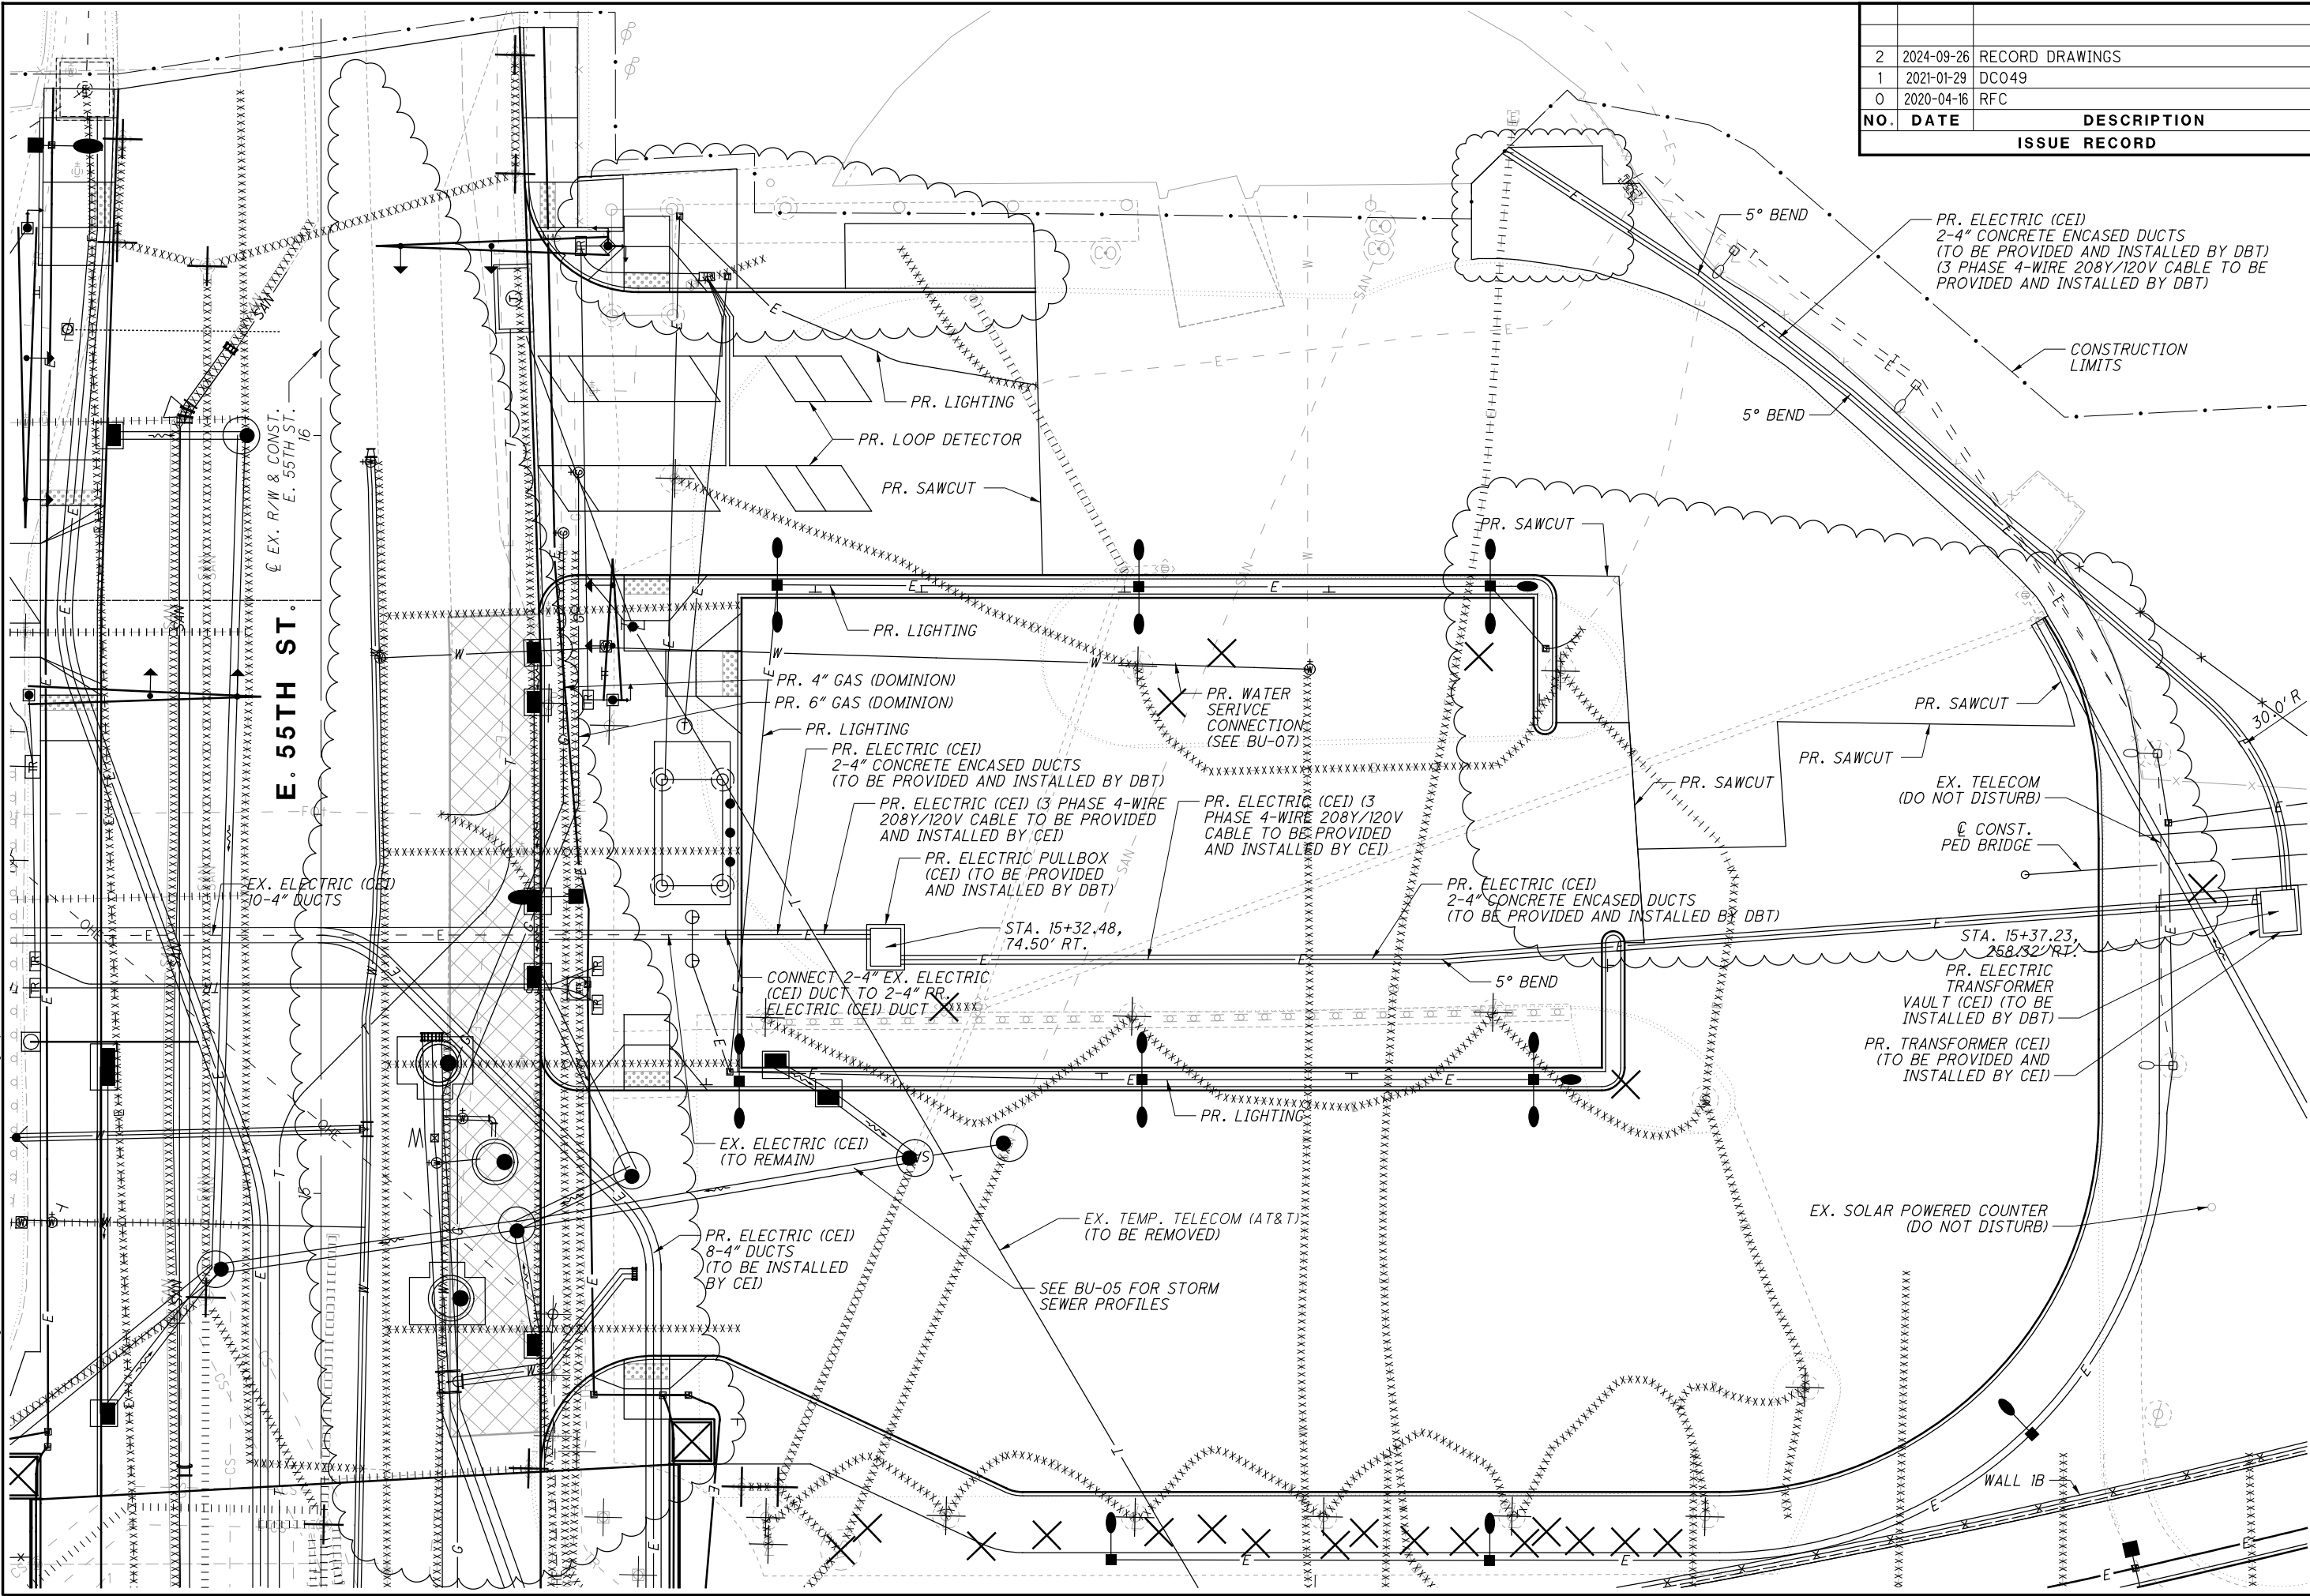 2 2024-09-26 RECORD DRAWINGS
1 2021-01-29 DC049
0 2020-04-16 RFC
NO. DATE DESCRIPTION
ISSUE RECORD
5° BEND
PR. ELECTRIC (CEI)
2-4" CONCRETE ENCASED DUCTS
(TO BE PROVIDED AND INSTALLED BY DBT)
(3 PHASE 4-WIRE 208Y/120V CABLE TO BE
PROVIDED AND INSTALLED BY DBT)
CONSTRUCTION
LIMITS
5° BEND
℄ EX. R/W & CONST.
E. 55TH ST.
16
E. 55TH ST.
PR. LIGHTING
PR. LOOP DETECTOR
PR. SAWCUT
PR. SAWCUT
PR. LIGHTING
PR. 4" GAS (DOMINION)
PR. 6" GAS (DOMINION)
PR. LIGHTING
PR. WATER
SERIVCE
CONNECTION
(SEE BU-07)
PR. ELECTRIC (CEI)
2-4" CONCRETE ENCASED DUCTS
(TO BE PROVIDED AND INSTALLED BY DBT)
PR. ELECTRIC (CEI) (3 PHASE 4-WIRE
208Y/120V CABLE TO BE PROVIDED
AND INSTALLED BY CEI)
PR. ELECTRIC (CEI) (3
PHASE 4-WIRE 208Y/120V
CABLE TO BE PROVIDED
AND INSTALLED BY CEI)
PR. ELECTRIC PULLBOX
(CEI) (TO BE PROVIDED
AND INSTALLED BY DBT)
PR. SAWCUT
PR. SAWCUT
PR. SAWCUT
30.0' R
EX. TELECOM
(DO NOT DISTURB)
℄ CONST.
PED BRIDGE
EX. ELECTRIC (CEI)
10-4" DUCTS
STA. 15+32.48,
74.50' RT.
PR. ELECTRIC (CEI)
2-4" CONCRETE ENCASED DUCTS
(TO BE PROVIDED AND INSTALLED BY DBT)
5° BEND
CONNECT 2-4" EX. ELECTRIC
(CEI) DUCT TO 2-4" PR.
ELECTRIC (CEI) DUCT
STA. 15+37.23,
258.32' RT.
PR. ELECTRIC
TRANSFORMER
VAULT (CEI) (TO BE
INSTALLED BY DBT)
PR. TRANSFORMER (CEI)
(TO BE PROVIDED AND
INSTALLED BY CEI)
PR. LIGHTING
EX. ELECTRIC (CEI)
(TO REMAIN)
15
EX. TEMP. TELECOM (AT&T)
(TO BE REMOVED)
PR. ELECTRIC (CEI)
8-4" DUCTS
(TO BE INSTALLED
BY CEI)
SEE BU-05 FOR STORM
SEWER PROFILES
EX. SOLAR POWERED COUNTER
(DO NOT DISTURB)
WALL 1B